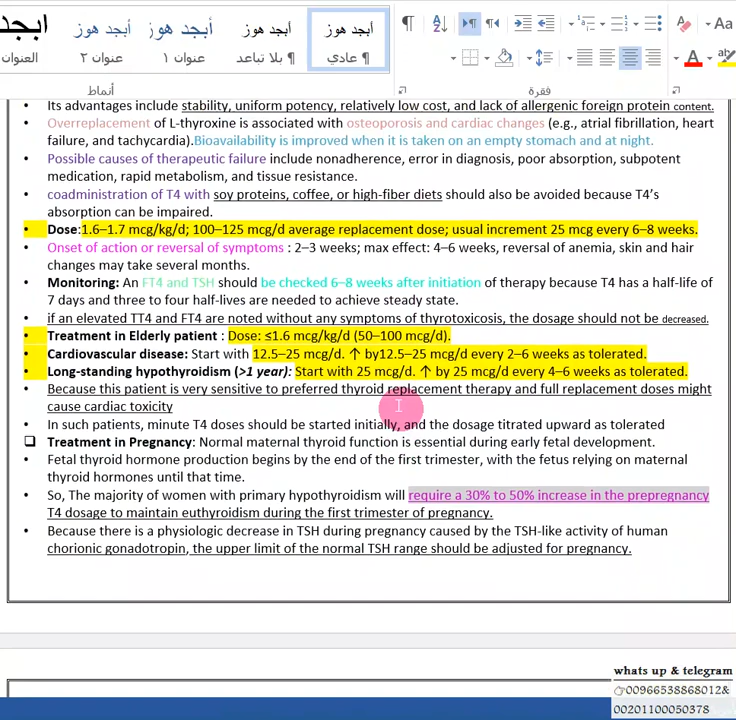 ابجد
أبجد هوز
أبجد هوز
أبجد هوز
أبجد هوز
Aa
العنوان
عنوان ٢
عنوان ١
¶ بلا تباعد
¶ عادي
أنماط
فقرة
• Its advantages include stability, uniform potency, relatively low cost, and lack of allergenic foreign protein content.
• Overreplacement of L-thyroxine is associated with osteoporosis and cardiac changes (e.g., atrial fibrillation, heart
failure, and tachycardia).Bioavailability is improved when it is taken on an empty stomach and at night.
• Possible causes of therapeutic failure include nonadherence, error in diagnosis, poor absorption, subpotent
medication, rapid metabolism, and tissue resistance.
• coadministration of T4 with soy proteins, coffee, or high-fiber diets should also be avoided because T4's
absorption can be impaired.
• Dose:1.6–1.7 mcg/kg/d; 100–125 mcg/d average replacement dose; usual increment 25 mcg every 6–8 weeks.
Onset of action or reversal of symptoms : 2–3 weeks; max effect: 4–6 weeks, reversal of anemia, skin and hair
changes may take several months.
• Monitoring: An FT4 and TSH should be checked 6–8 weeks after initiation of therapy because T4 has a half-life of
7 days and three to four half-lives are needed to achieve steady state.
• if an elevated TT4 and FT4 are noted without any symptoms of thyrotoxicosis, the dosage should not be decreased.
• Treatment in Elderly patient : Dose: ≤1.6 mcg/kg/d (50–100 mcg/d).
• Cardiovascular disease: Start with 12.5–25 mcg/d. ↑ by12.5–25 mcg/d every 2–6 weeks as tolerated.
• Long-standing hypothyroidism (>1 year): Start with 25 mcg/d. ↑ by 25 mcg/d every 4–6 weeks as tolerated.
• Because this patient is very sensitive to preferred thyroid replacement therapy and full replacement doses might
cause cardiac toxicity
• In such patients, minute T4 doses should be started initially, and the dosage titrated upward as tolerated
❑ Treatment in Pregnancy: Normal maternal thyroid function is essential during early fetal development.
• Fetal thyroid hormone production begins by the end of the first trimester, with the fetus relying on maternal
thyroid hormones until that time.
• So, The majority of women with primary hypothyroidism will require a 30% to 50% increase in the prepregnancy
T4 dosage to maintain euthyroidism during the first trimester of pregnancy.
• Because there is a physiologic decrease in TSH during pregnancy caused by the TSH-like activity of human
chorionic gonadotropin, the upper limit of the normal TSH range should be adjusted for pregnancy.
whats up & telegram
00966538868012&
00201100050378